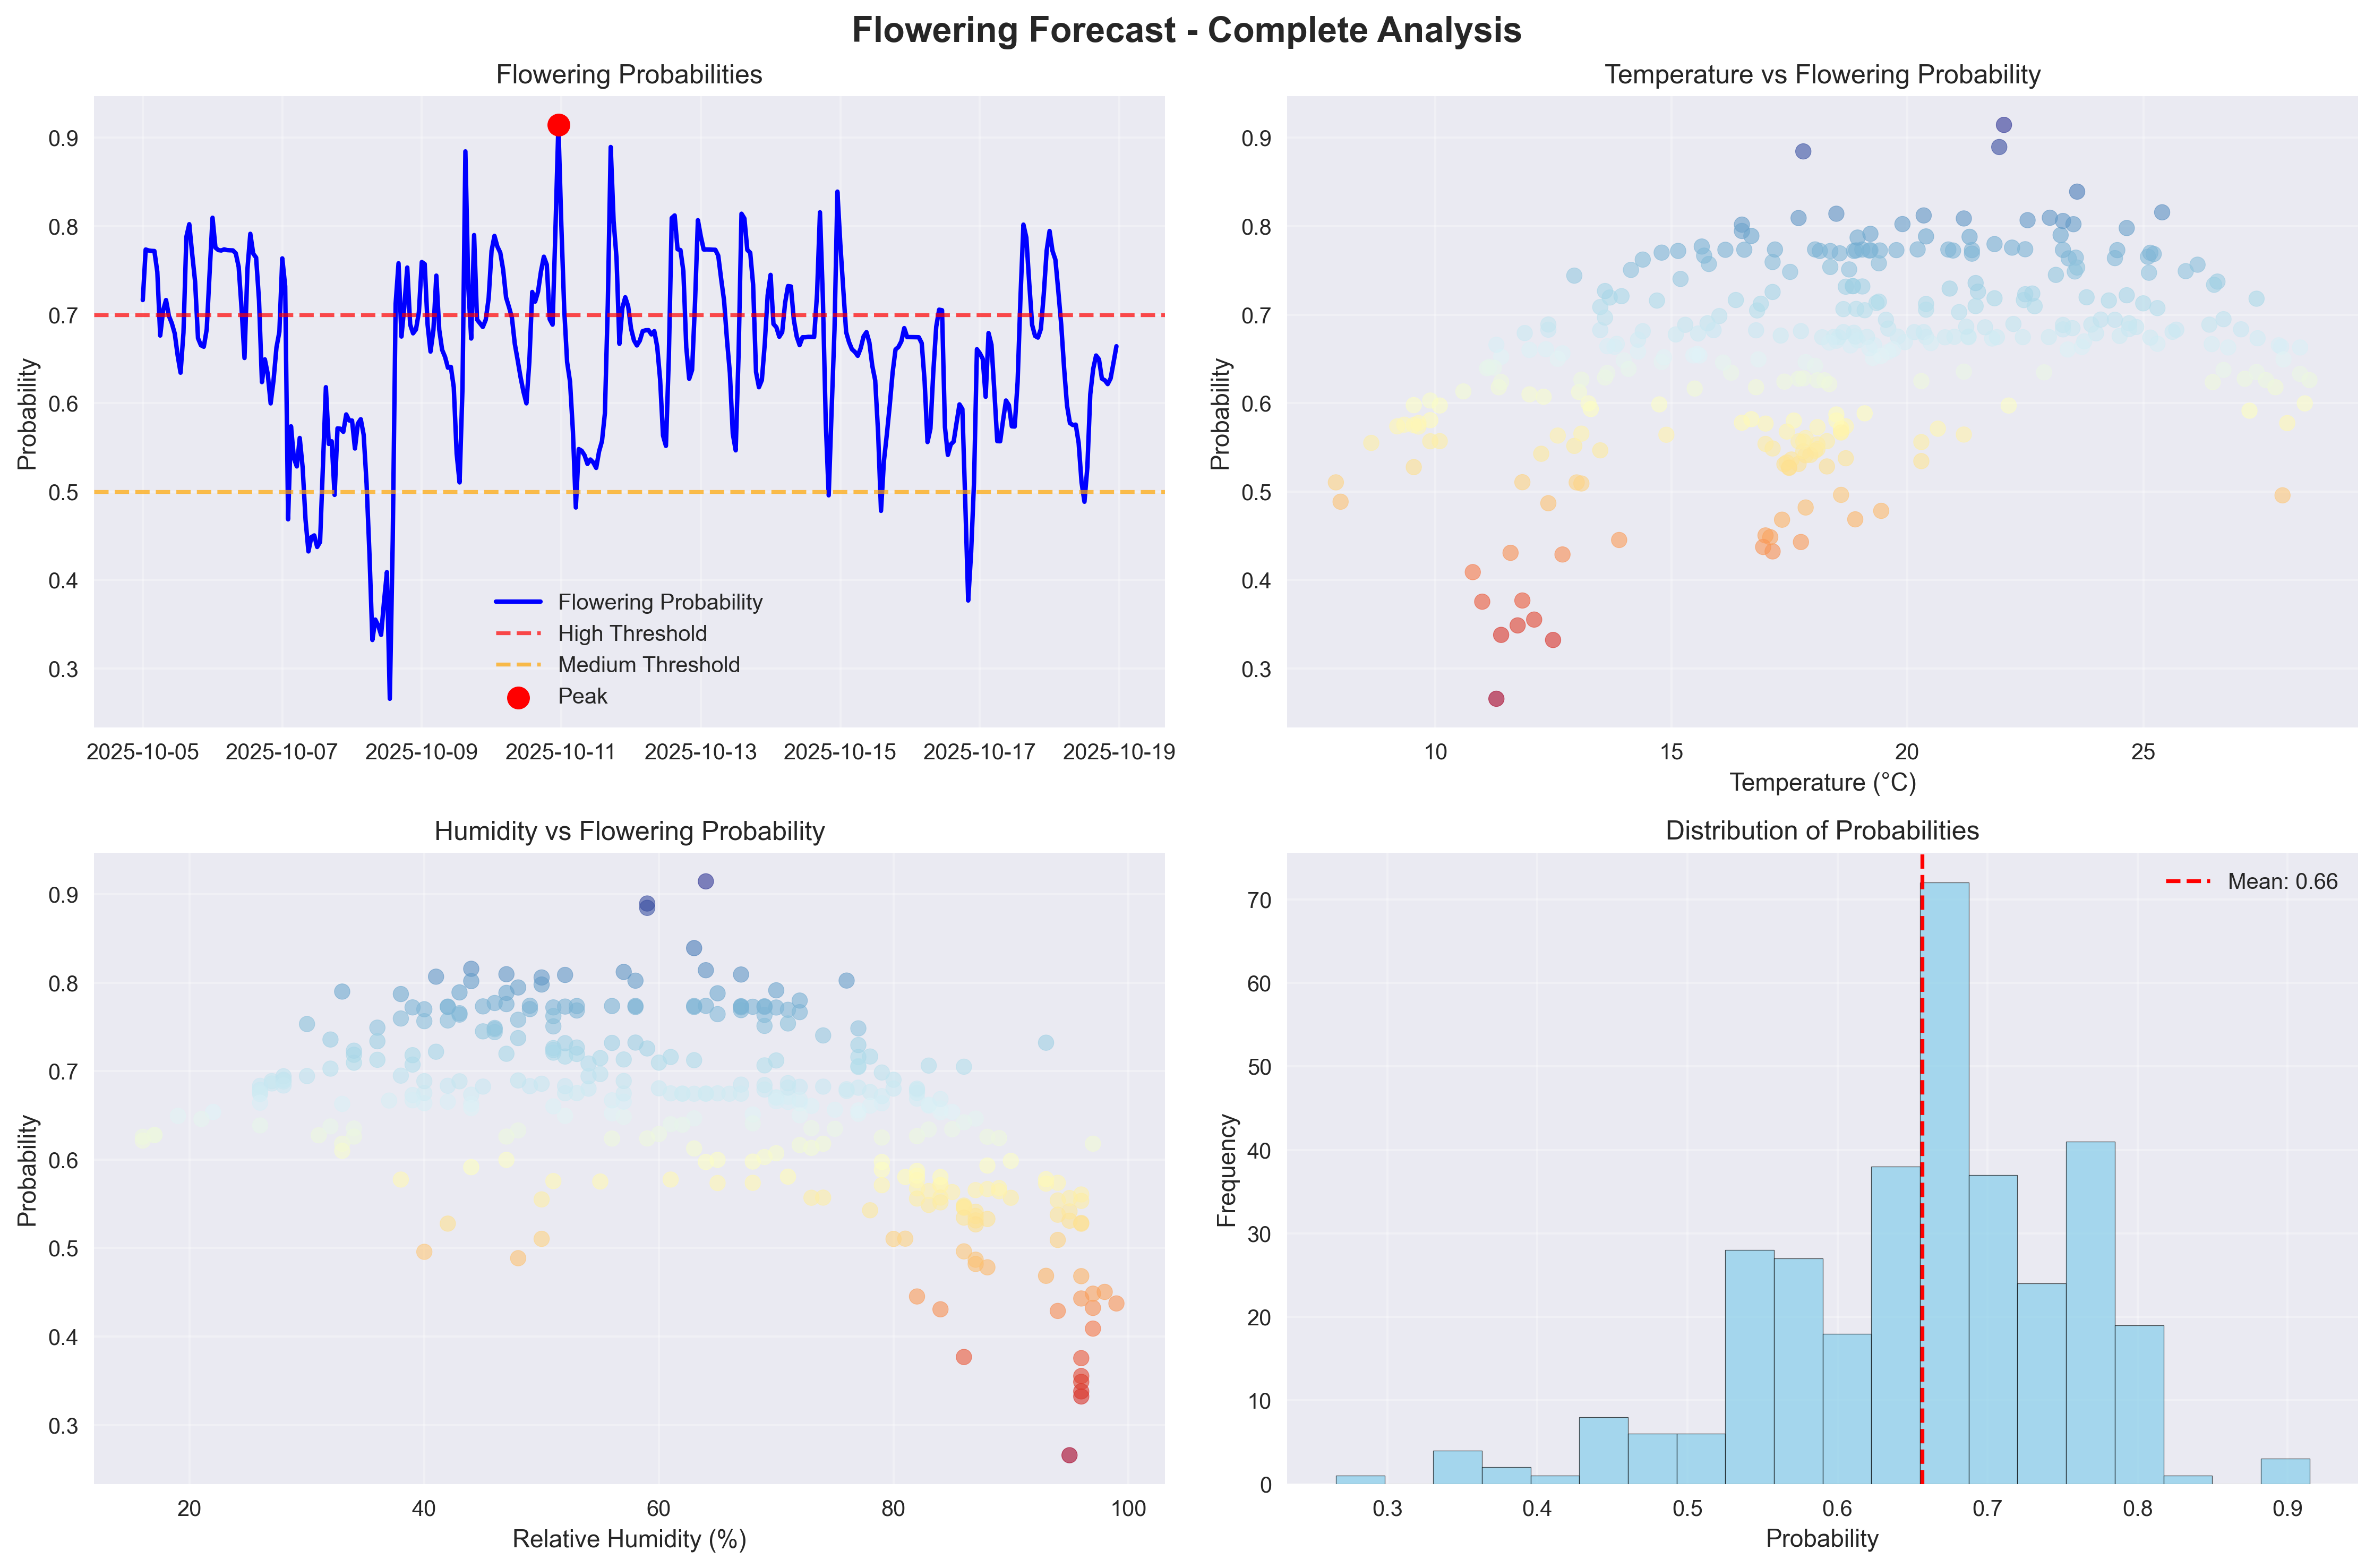 Flowering Forecast - Complete Analysis
Flowering Probabilities
Probability
0.9
0.8
0.7
0.6
0.5
0.4
0.3
Flowering Probability
High Threshold
Medium Threshold
Peak
2025-10-05 2025-10-07 2025-10-09 2025-10-11 2025-10-13 2025-10-15 2025-10-17 2025-10-19
Temperature vs Flowering Probability
Probability
0.9
0.8
0.7
0.6
0.5
0.4
0.3
10 15 20 25
Temperature (°C)
Humidity vs Flowering Probability
Probability
0.9
0.8
0.7
0.6
0.5
0.4
0.3
20 40 60 80 100
Relative Humidity (%)
Distribution of Probabilities
Mean: 0.66
Frequency
70
60
50
40
30
20
10
0
0.3 0.4 0.5 0.6 0.7 0.8 0.9
Probability